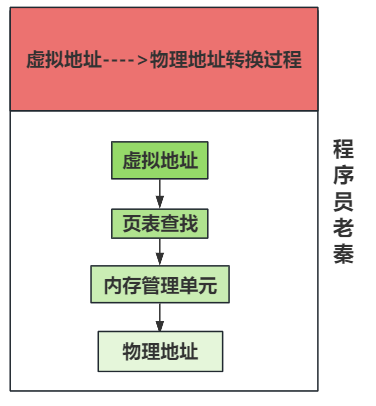 虚拟地址---->物理地址转换过程
虚拟地址
页表查找
内存管理单元
物理地址
程序员老秦